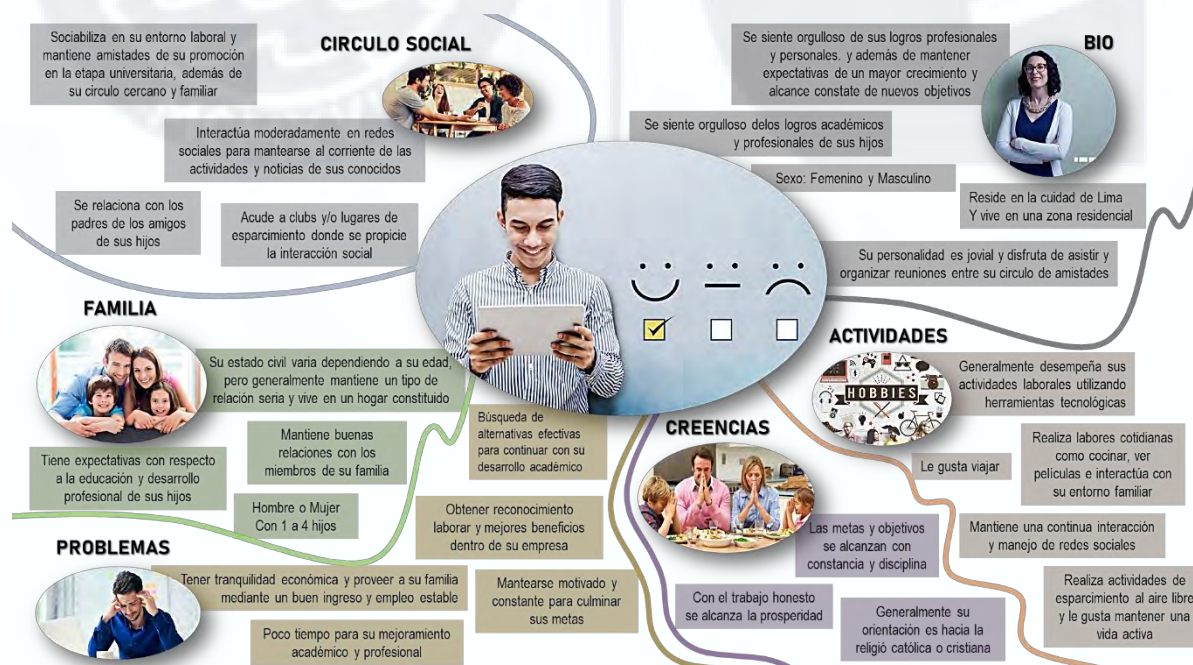 CIRCULO SOCIAL
Sociabiliza en su entorno laboral y
mantiene amistades de su promoción
en la etapa universitaria, además de
su circulo cercano y familiar
Interactúa moderadamente en redes
sociales para mantearse al corriente de las
actividades y noticias de sus conocidos
Se relaciona con los
padres de los amigos
de sus hijos
Acude a clubs y/o lugares de
esparcimiento donde se propicie
la interacción social
BIO
Se siente orgulloso de sus logros profesionales
y personales. y además de mantener
expectativas de un mayor crecimiento y
alcance constate de nuevos objetivos
Se siente orgulloso delos logros académicos
y profesionales de sus hijos
Sexo: Femenino y Masculino
Reside en la cuidad de Lima
Y vive en una zona residencial
Su personalidad es jovial y disfruta de asistir y
organizar reuniones entre su circulo de amistades
FAMILIA
Su estado civil varia dependiendo a su edad,
pero generalmente mantiene un tipo de
relación seria y vive en un hogar constituido
Mantiene buenas
relaciones con los
miembros de su familia
Tiene expectativas con respecto
a la educación y desarrollo
profesional de sus hijos
Hombre o Mujer
Con 1 a 4 hijos
PROBLEMAS
Tener tranquilidad económica y proveer a su familia
mediante un buen ingreso y empleo estable
Poco tiempo para su mejoramiento
académico y profesional
Búsqueda de
alternativas efectivas
para continuar con su
desarrollo académico
Obtener reconocimiento
laborar y mejores beneficios
dentro de su empresa
Mantearse motivado y
constante para culminar
sus metas
CREENCIAS
Las metas y objetivos
se alcanzan con
constancia y disciplina
Con el trabajo honesto
se alcanza la prosperidad
Generalmente su
orientación es hacia la
religió católica o cristiana
ACTIVIDADES
HOBBIES
Generalmente desempeña sus
actividades laborales utilizando
herramientas tecnológicas
Le gusta viajar
Realiza labores cotidianas
como cocinar, ver
películas e interactúa con
su entorno familiar
Mantiene una continua interacción
y manejo de redes sociales
Realiza actividades de
esparcimiento al aire libre
y le gusta mantener una
vida activa